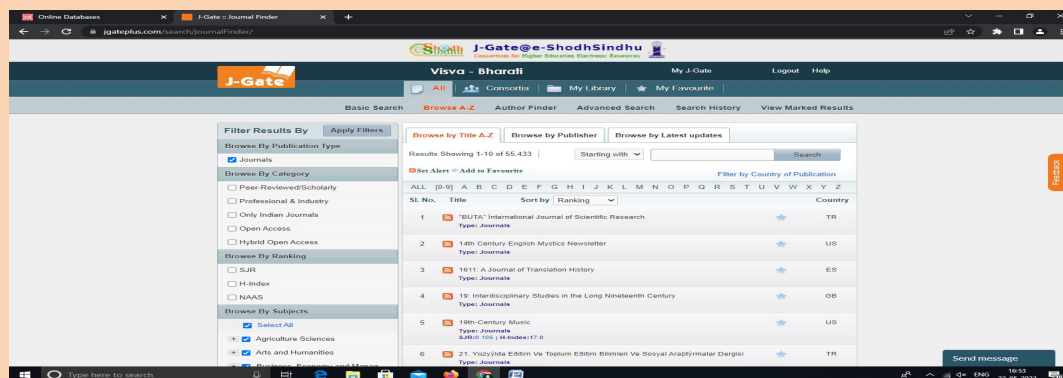 Online Databases
J-Gate :: Journal Finder
jgateplus.com/search/journalFinder/
Shodh Sindhu J-Gate@e-ShodhSindhu
Consortium for Higher Education Electronic Resources
J-Gate
Visva - Bharati My J-Gate Logout Help
All Consortia My Library My Favourite
Basic Search Browse A-Z Author Finder Advanced Search Search History View Marked Results
Filter Results By Apply Filters
Browse By Publication Type
Journals
Browse By Category
Peer-Reviewed/Scholarly
Professional & Industry
Only Indian Journals
Open Access
Hybrid Open Access
Browse By Ranking
SJR
H-Index
NAAS
Browse By Subjects
Select All
Agriculture Sciences
Arts and Humanities
Browse by Title A-Z Browse by Publisher Browse by Latest updates
Results Showing 1-10 of 55,433 | Starting with Search
Set Alert Add to Favourite Filter by Country of Publication
ALL [0-9] A B C D E F G H I J K L M N O P Q R S T U V W X Y Z
Sl. No. Title Sort by Ranking Country
1 "BUTA" International Journal of Scientific Research TR
Type: Journals
2 14th Century English Mystics Newsletter US
Type: Journals
3 1611: A Journal of Translation History ES
Type: Journals
4 19: Interdisciplinary Studies in the Long Nineteenth Century GB
Type: Journals
5 19th-Century Music US
Type: Journals
SJR:0.105 ; H.Index:17.0
6 21. Yüzyılda Eğitim Ve Toplum Eğitim Bilimleri Ve Sosyal Araştırmalar Dergisi TR
Type: Journals
Feedback
Send message
Type here to search
ENG 16:53
22-05-2022